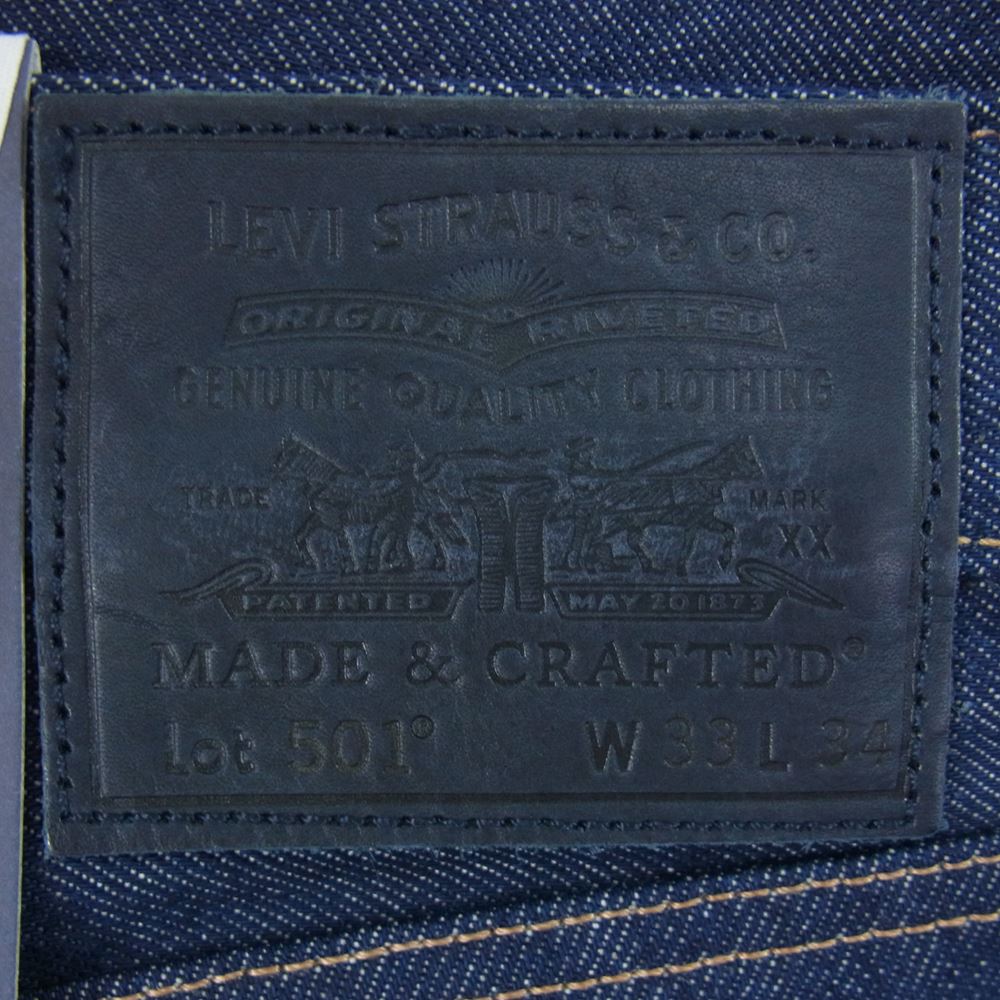 LEVI STRAUSS & CO.
ORIGINAL RIVETED
GENUINE QUALITY CLOTHING
TRADE MARK
XX
PATENTED MAY 20 1873
MADE & CRAFTED®
Lot 501® W 33 L 34